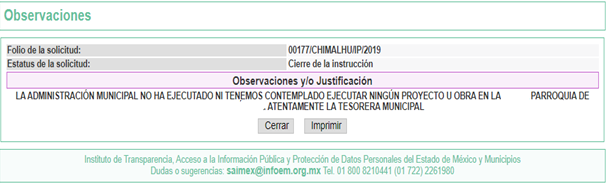 Observaciones
Folio de la solicitud: 00177/CHIMALHU/IP/2019
Estatus de la solicitud: Cierre de la instrucción
Observaciones y/o Justificación
LA ADMINISTRACIÓN MUNICIPAL NO HA EJECUTADO NI TENEMOS CONTEMPLADO EJECUTAR NINGÚN PROYECTO U OBRA EN LA PARROQUIA DE
. ATENTAMENTE LA TESORERA MUNICIPAL
Cerrar Imprimir
Instituto de Transparencia, Acceso a la Información Pública y Protección de Datos Personales del Estado de México y Municipios
Dudas o sugerencias: saimex@infoem.org.mx Tel. 01 800 8210441 (01 722) 2261980